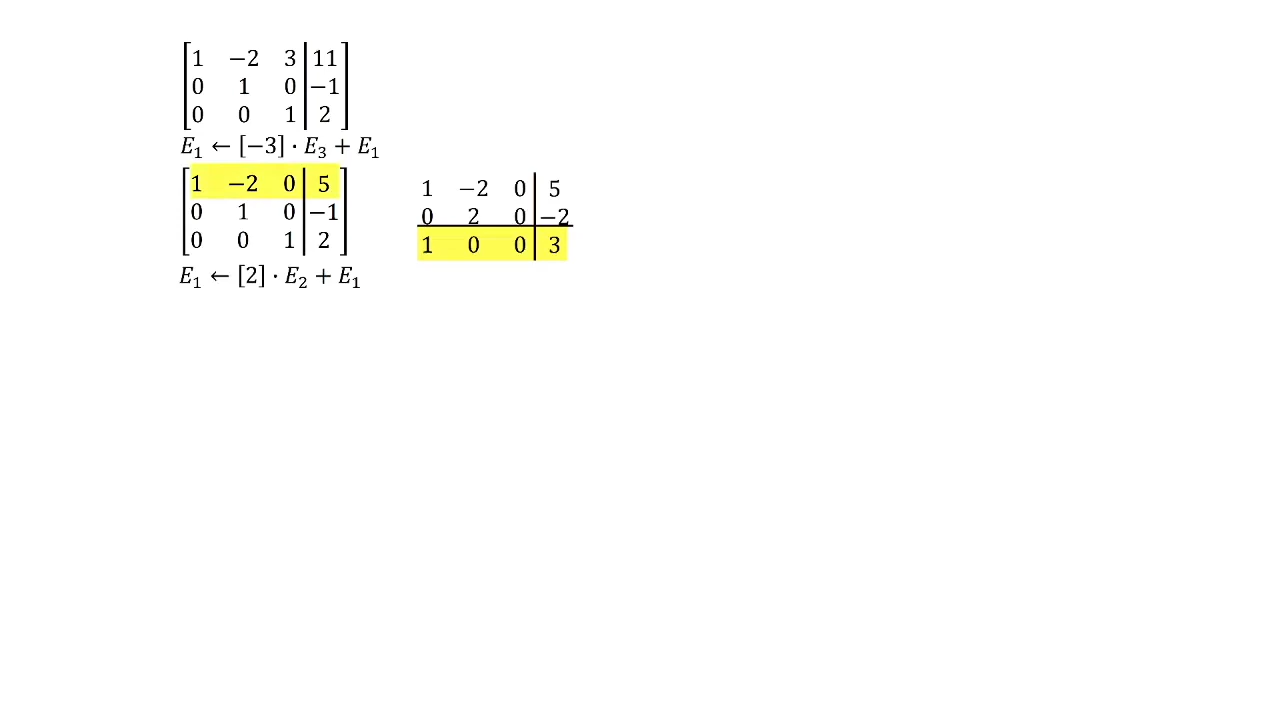 1 −2 3 | 11
0 1 0 | −1
0 0 1 | 2
E₁ ← [−3] · E₃ + E₁
1 −2 0 | 5
0 1 0 | −1
0 0 1 | 2
E₁ ← [2] · E₂ + E₁
1 −2 0 | 5
0 2 0 | −2
1 0 0 | 3